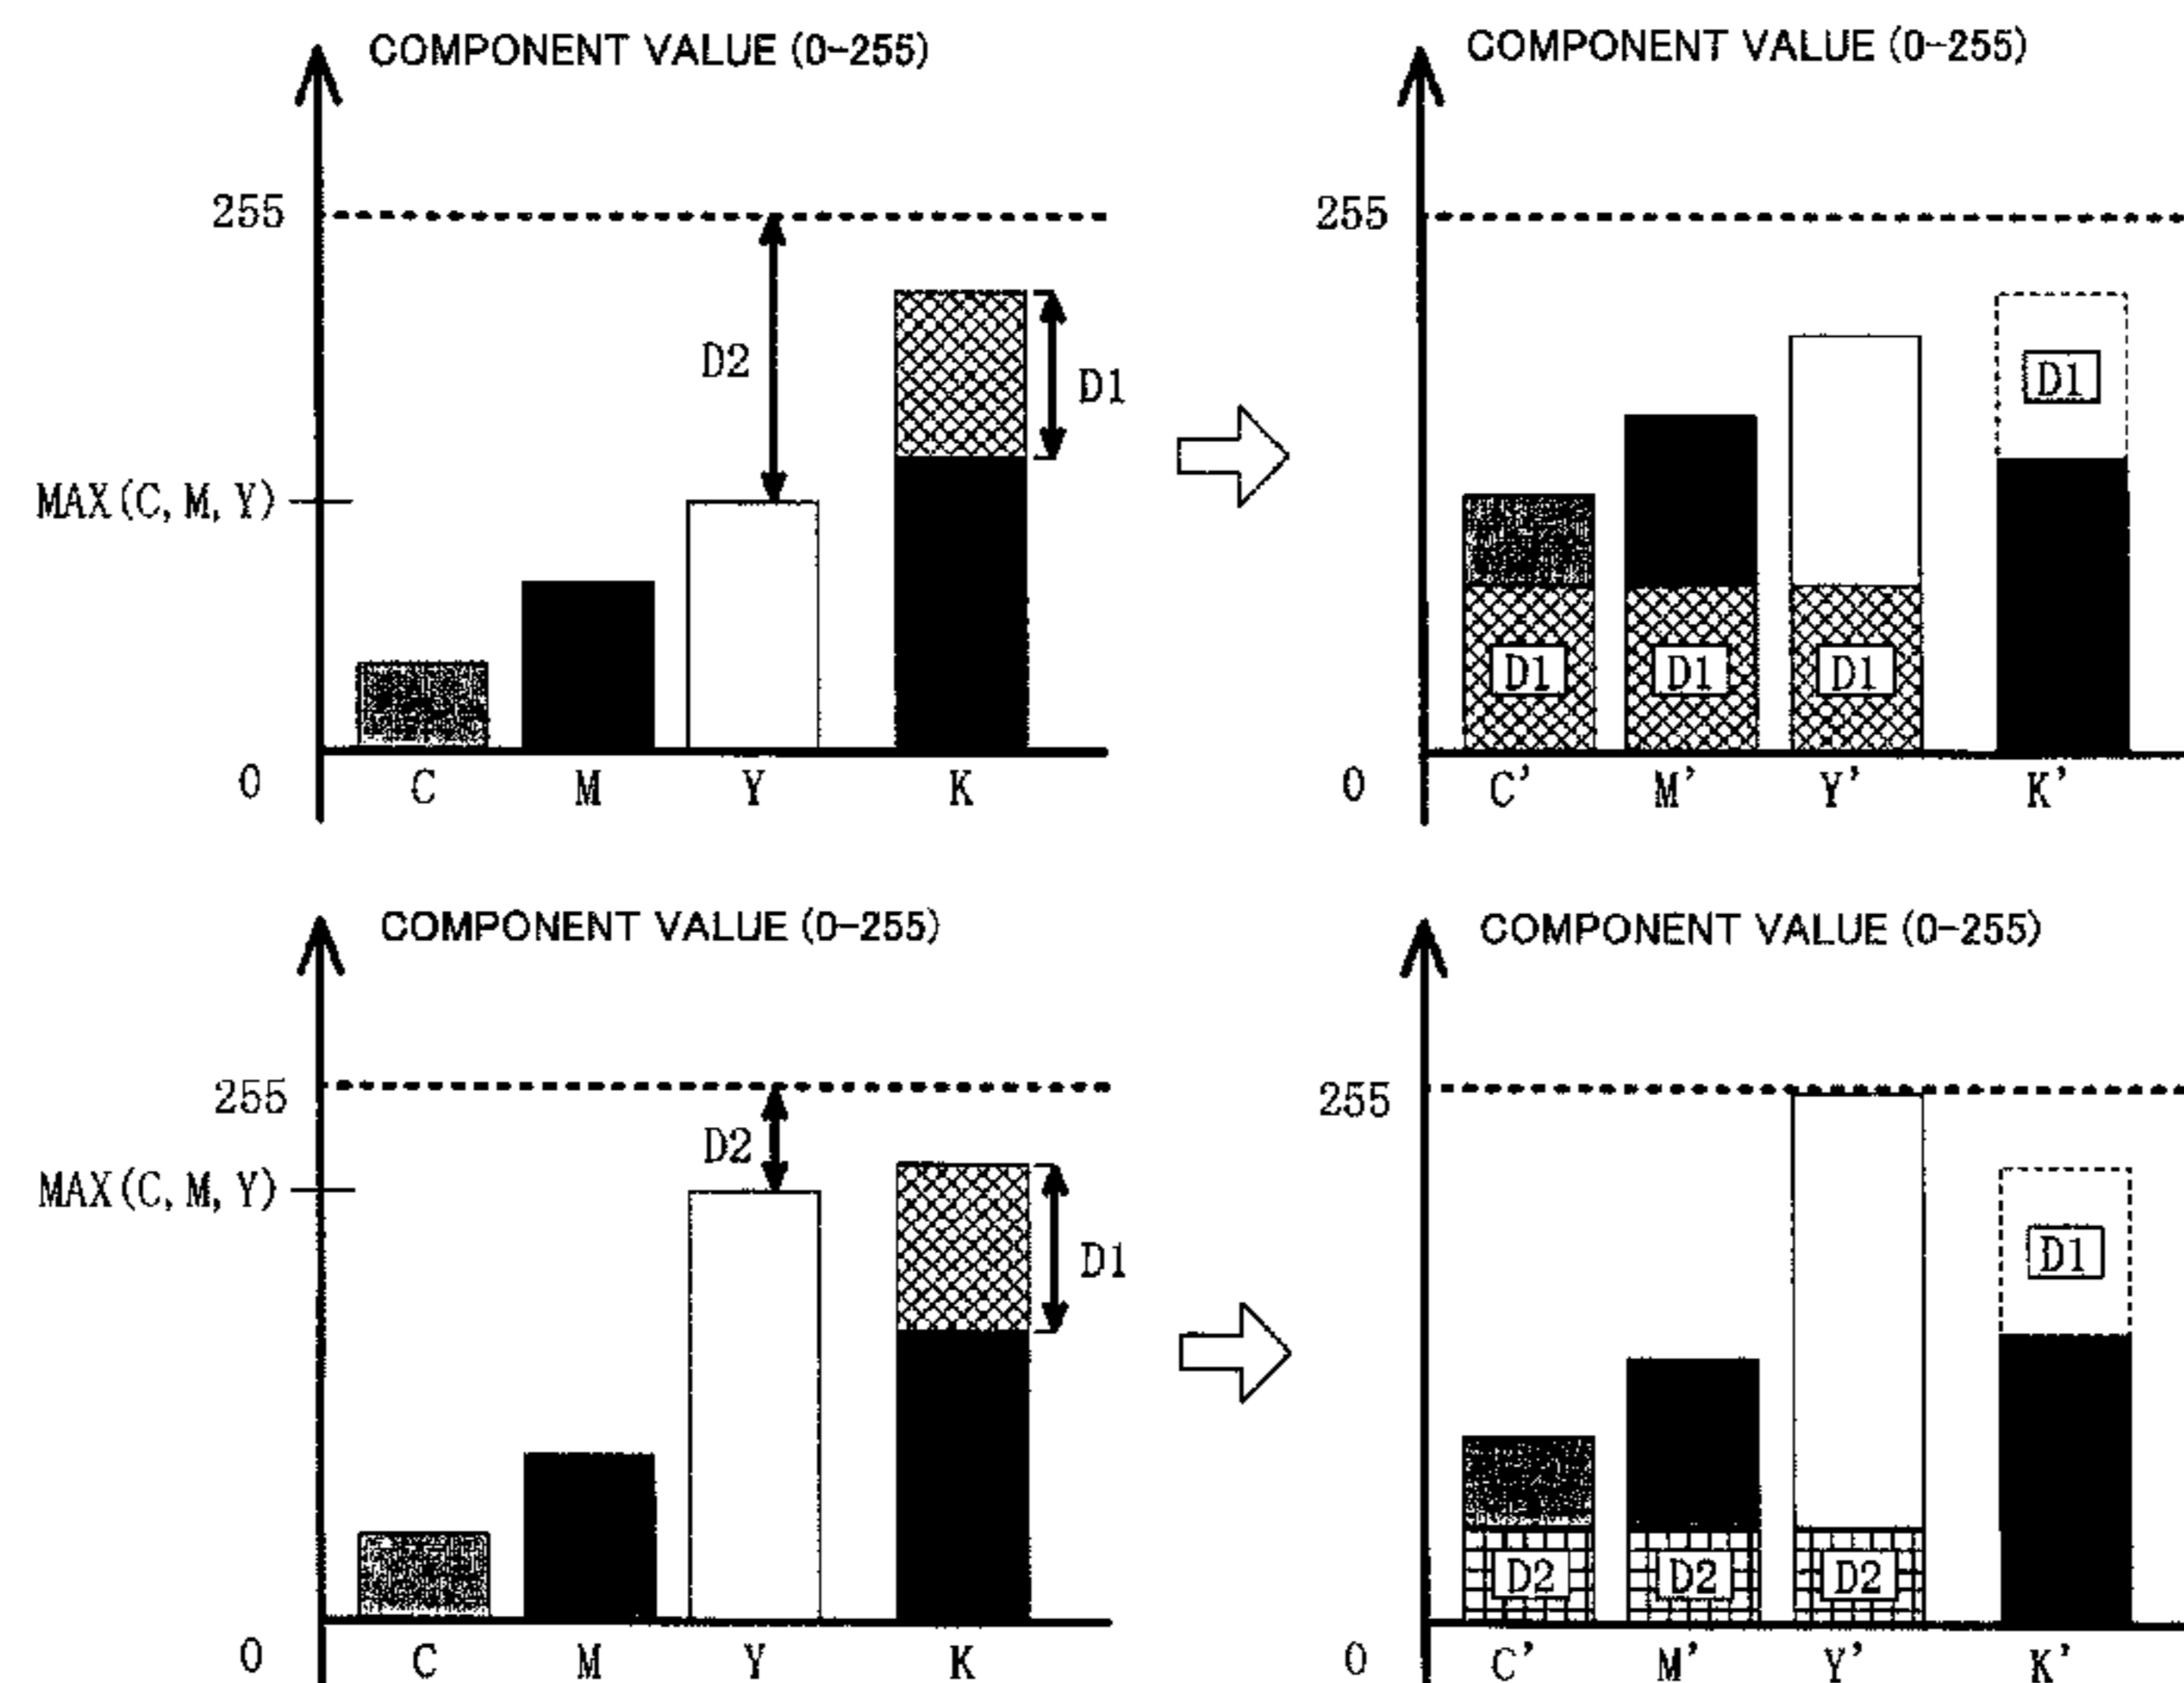 COMPONENT VALUE (0-255)
255
D2
D1
MAX(C, M, Y)
0
C M Y K
COMPONENT VALUE (0-255)
255
D1
D1 D1 D1
0
C' M' Y' K'
COMPONENT VALUE (0-255)
255
D2
MAX(C, M, Y)
D1
0
C M Y K
COMPONENT VALUE (0-255)
255
D1
D2 D2 D2
0
C' M' Y' K'